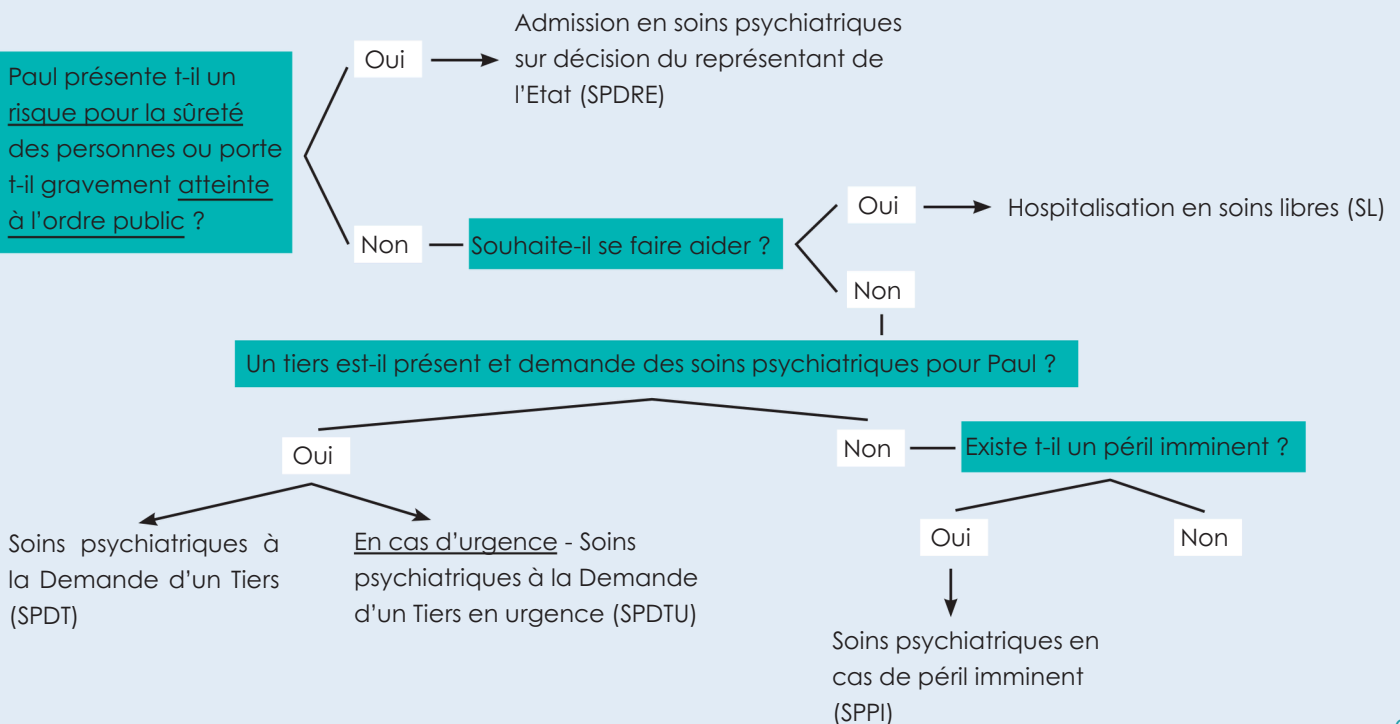 Paul présente t-il un
risque pour la sûreté
des personnes ou porte
t-il gravement atteinte
à l'ordre public ?
Oui
Admission en soins psychiatriques
sur décision du représentant de
l'Etat (SPDRE)
Non
Souhaite-il se faire aider ?
Oui
Hospitalisation en soins libres (SL)
Non
Un tiers est-il présent et demande des soins psychiatriques pour Paul ?
Oui
Soins psychiatriques à
la Demande d'un Tiers
(SPDT)
En cas d'urgence - Soins
psychiatriques à la Demande
d'un Tiers en urgence (SPDTU)
Non
Existe t-il un péril imminent ?
Oui
Non
Soins psychiatriques en
cas de péril imminent
(SPPI)